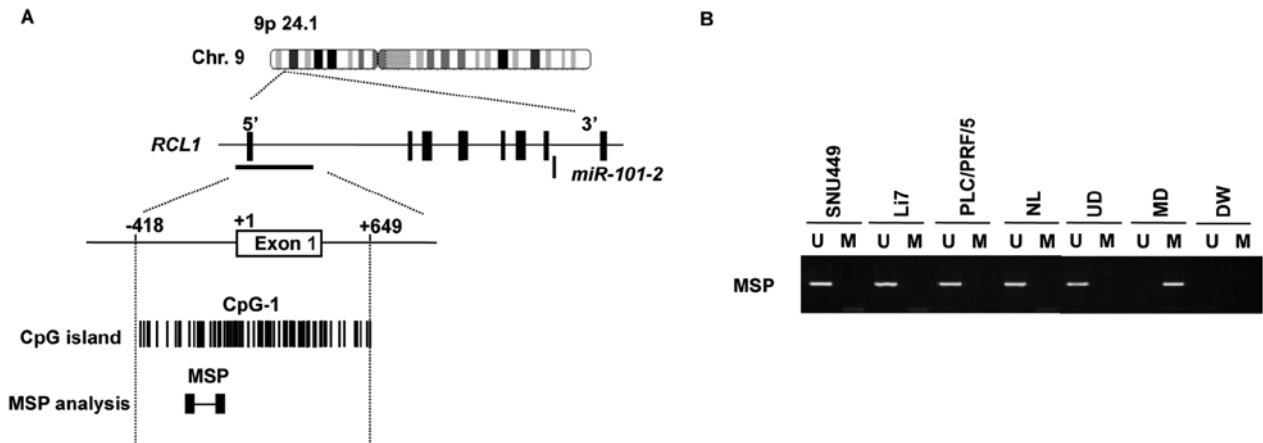 A
9p 24.1
Chr. 9
5’ 3’
RCL1
miR-101-2
-418 +1 +649
Exon 1
CpG-1
CpG island
MSP
MSP analysis
B
SNU449 Li7 PLC/PRF/5 NL UD MD DW
U M U M U M U M U M U M U M
MSP